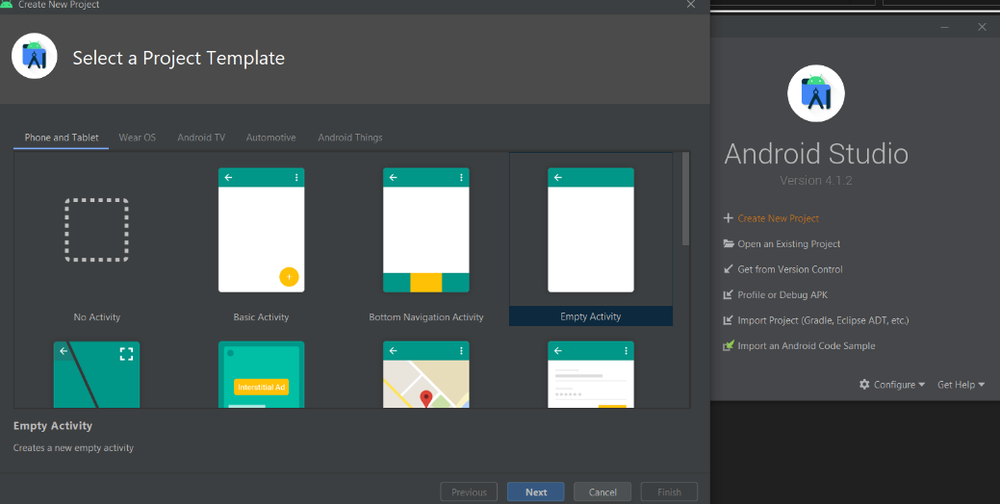 Create New Project
Select a Project Template
Phone and Tablet
Wear OS
Android TV
Automotive
Android Things
No Activity
Basic Activity
Bottom Navigation Activity
Empty Activity
Interstitial Ad
Empty Activity
Creates a new empty activity
Previous
Next
Cancel
Finish
Android Studio
Version 4.1.2
Create New Project
Open an Existing Project
Get from Version Control
Profile or Debug APK
Import Project (Gradle, Eclipse ADT, etc.)
Import an Android Code Sample
Configure
Get Help